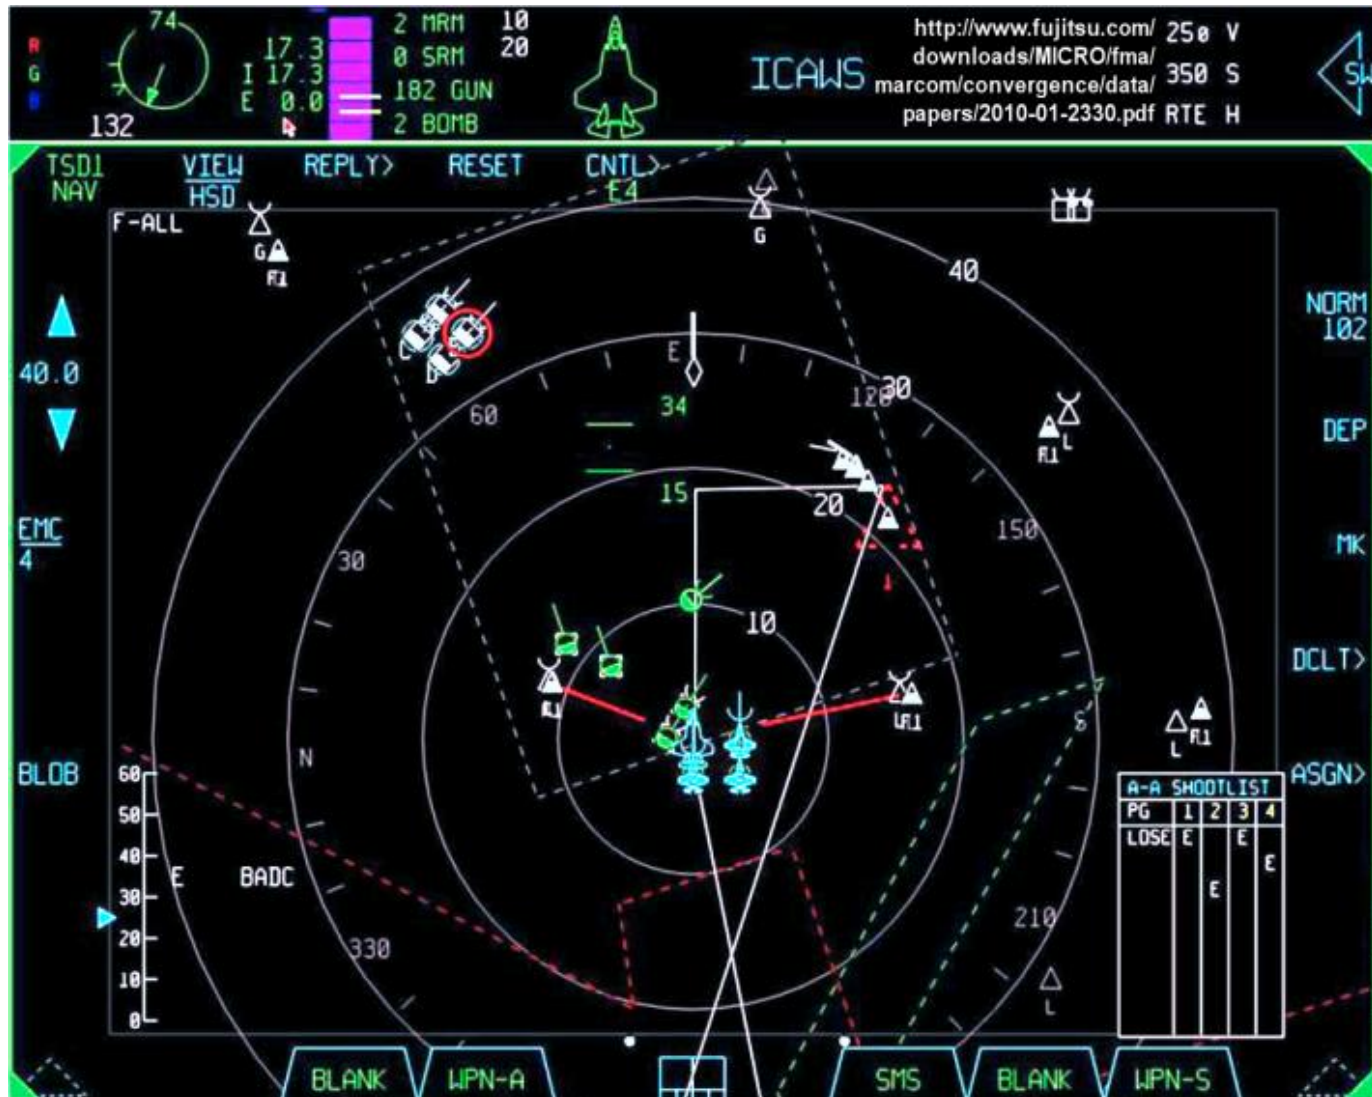 R
G
B
74
132
17.3
I 17.3
E 0.0
2 MRM 10
0 SRM 20
182 GUN
2 BOMB
ICAWS
http://www.fujitsu.com/
downloads/MICRO/fma/
marcom/convergence/data/
papers/2010-01-2330.pdf
250 V
350 S
RTE H
SW
TSD1
NAV
VIEW
HSD
REPLY>
RESET
CNTL>
E4
F-ALL
G
G
40
NORM
102
40.0
E
30
34
120
60
L
DEP
15
20
EMC
4
150
MK
30
10
DCLT>
S
L
N
BLOB
60
50
40
30
20
10
0
E
BADC
ASGN>
A-A SHOOTLIST
PG 1 2 3 4
LOSE E E
E
E
210
330
L
BLANK
WPN-A
SMS
BLANK
WPN-S